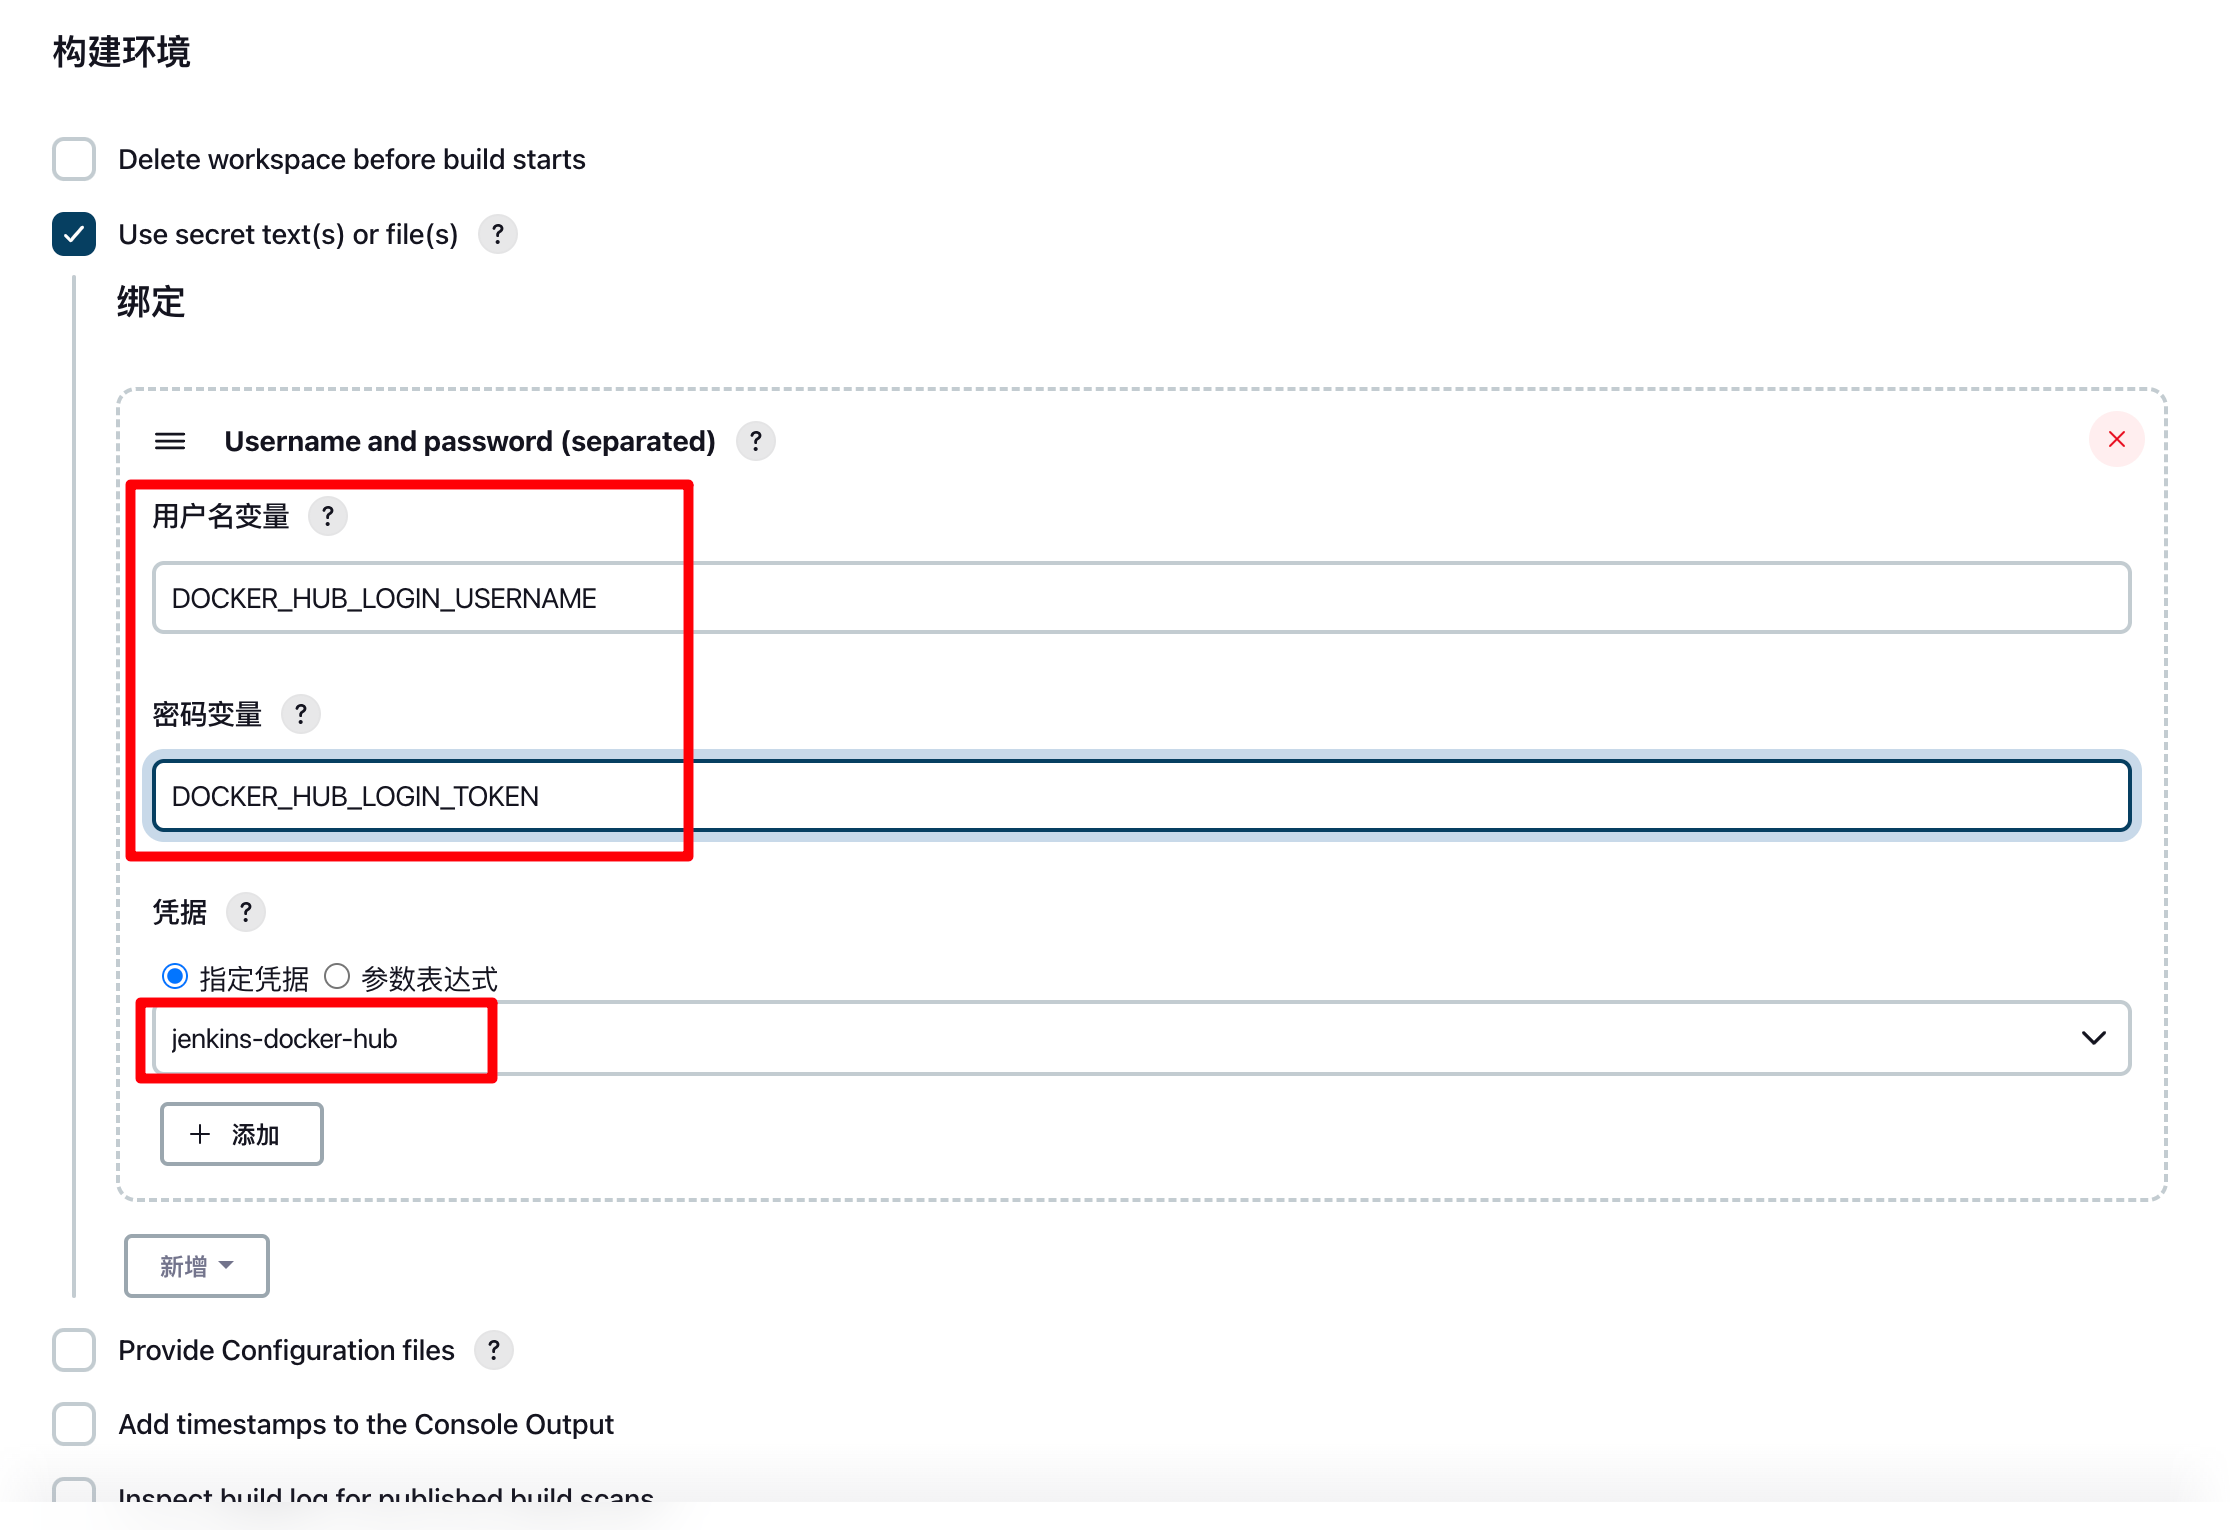 构建环境
Delete workspace before build starts
Use secret text(s) or file(s) ?
绑定
Username and password (separated) ?
用户名变量 ?
DOCKER_HUB_LOGIN_USERNAME
密码变量 ?
DOCKER_HUB_LOGIN_TOKEN
凭据 ?
指定凭据 参数表达式
jenkins-docker-hub
+ 添加
新增
Provide Configuration files ?
Add timestamps to the Console Output
Inspect build log for published build scans